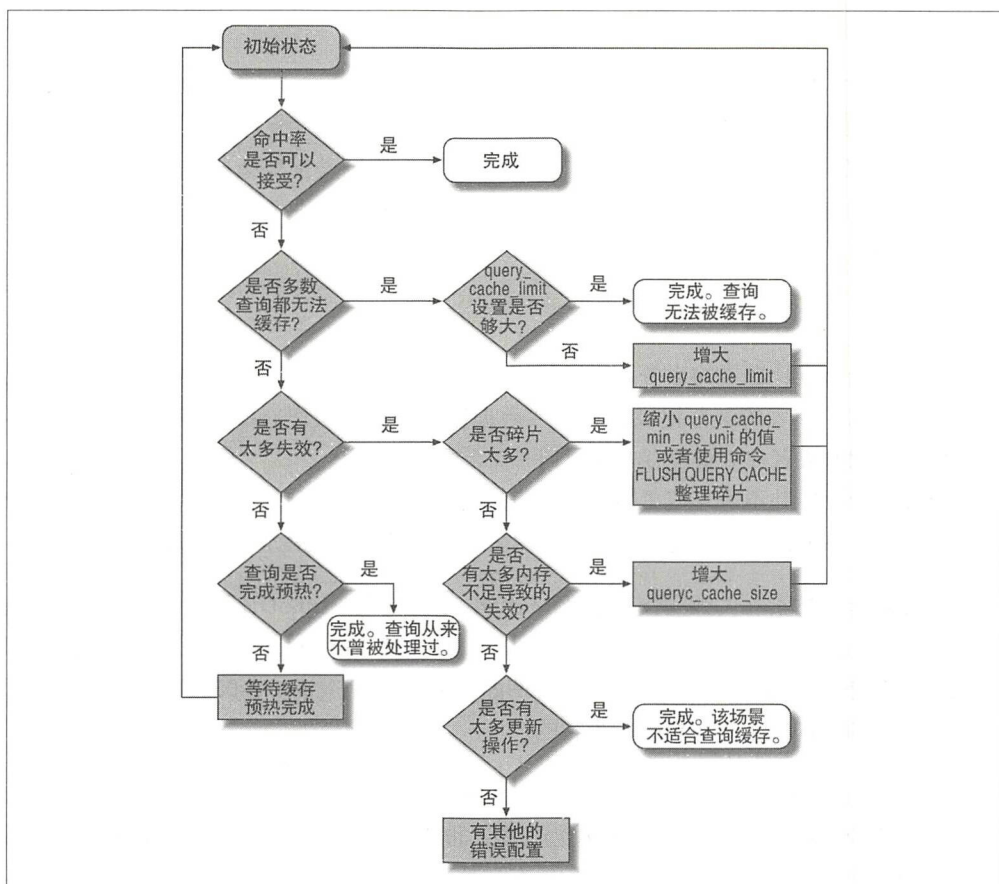 初始状态
命中率
是否可以
接受?
是
完成
否
是否多数
查询都无法
缓存?
是
query_
cache_limit
设置是否
够大?
是
完成。查询
无法被缓存。
否
增大
query_cache_limit
否
是否有
太多失效?
是
是否碎片
太多?
是
缩小 query_cache_
min_res_unit 的值
或者使用命令
FLUSH QUERY CACHE
整理碎片
否
否
查询是否
完成预热?
是
完成。查询从来
不曾被处理过。
是否
有太多内存
不足导致的
失效?
是
增大
queryc_cache_size
否
等待缓存
预热完成
否
是否有
太多更新
操作?
是
完成。该场景
不适合查询缓存。
否
有其他的
错误配置